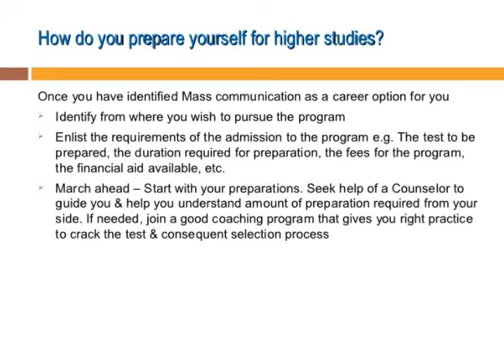 How do you prepare yourself for higher studies?
Once you have identified Mass communication as a career option for you
Identify from where you wish to pursue the program
Enlist the requirements of the admission to the program e.g. The test to be
prepared, the duration required for preparation, the fees for the program,
the financial aid available, etc.
March ahead – Start with your preparations. Seek help of a Counselor to
guide you & help you understand amount of preparation required from your
side. If needed, join a good coaching program that gives you right practice
to crack the test & consequent selection process